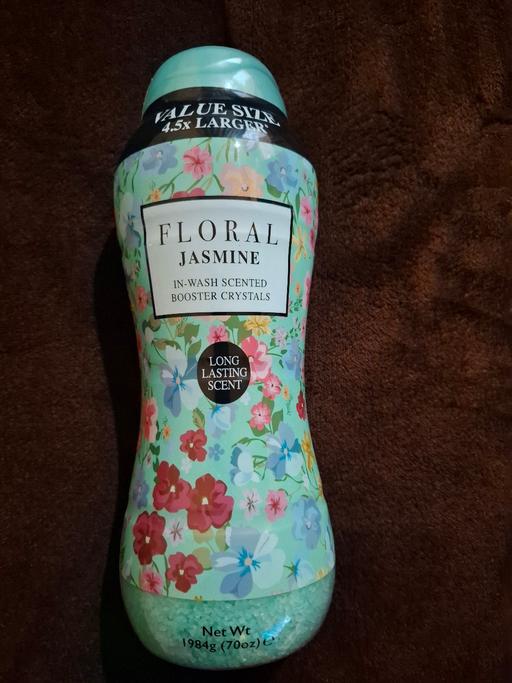 VALUE SIZE
4.5x LARGER*
FLORAL
JASMINE
IN-WASH SCENTED
BOOSTER CRYSTALS
LONG
LASTING
SCENT
Net Wt
1984g (70oz) ℮